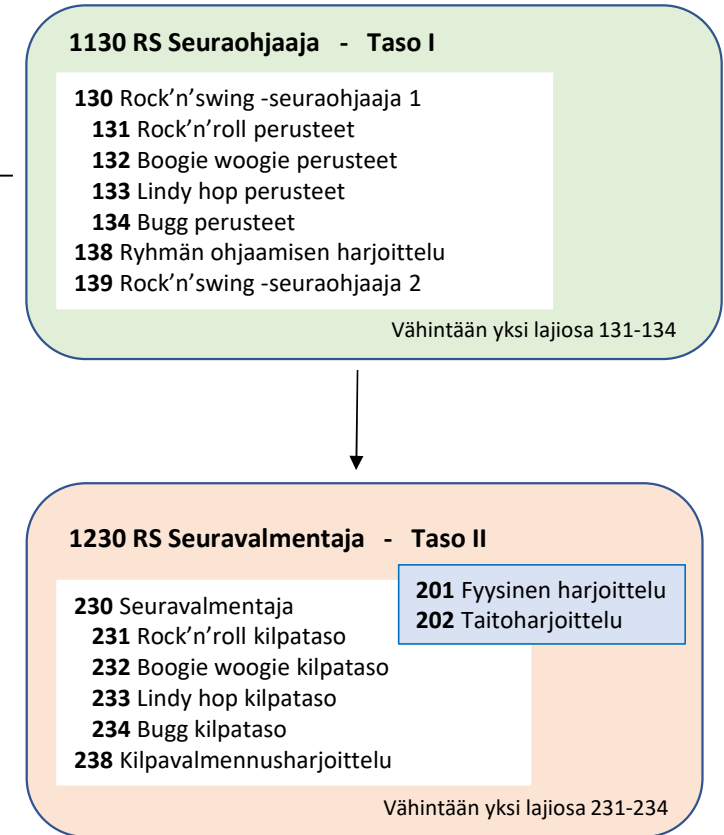 1130 RS Seuraohjaaja - Taso I
130 Rock'n'swing -seuraohjaaja 1
131 Rock'n'roll perusteet
132 Boogie woogie perusteet
133 Lindy hop perusteet
134 Bugg perusteet
138 Ryhmän ohjaamisen harjoittelu
139 Rock'n'swing -seuraohjaaja 2
Vähintään yksi lajiosa 131-134
1230 RS Seuravalmentaja - Taso II
201 Fyysinen harjoittelu
202 Taitoharjoittelu
230 Seuravalmentaja
231 Rock'n'roll kilpataso
232 Boogie woogie kilpataso
233 Lindy hop kilpataso
234 Bugg kilpataso
238 Kilpavalmennusharjoittelu
Vähintään yksi lajiosa 231-234